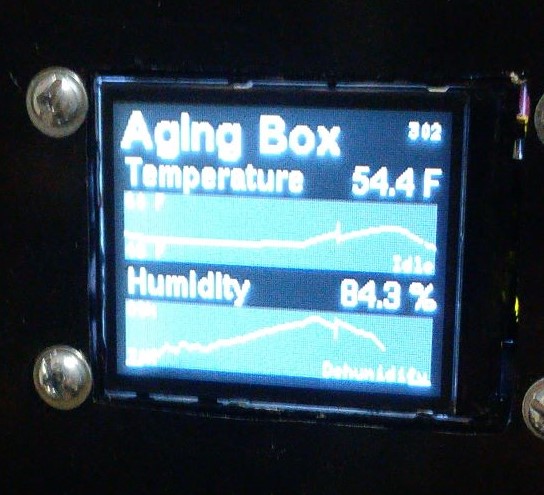 Aging Box 302
Temperature 54.4 F
Idle
Humidity 84.3 %
Dehumidify